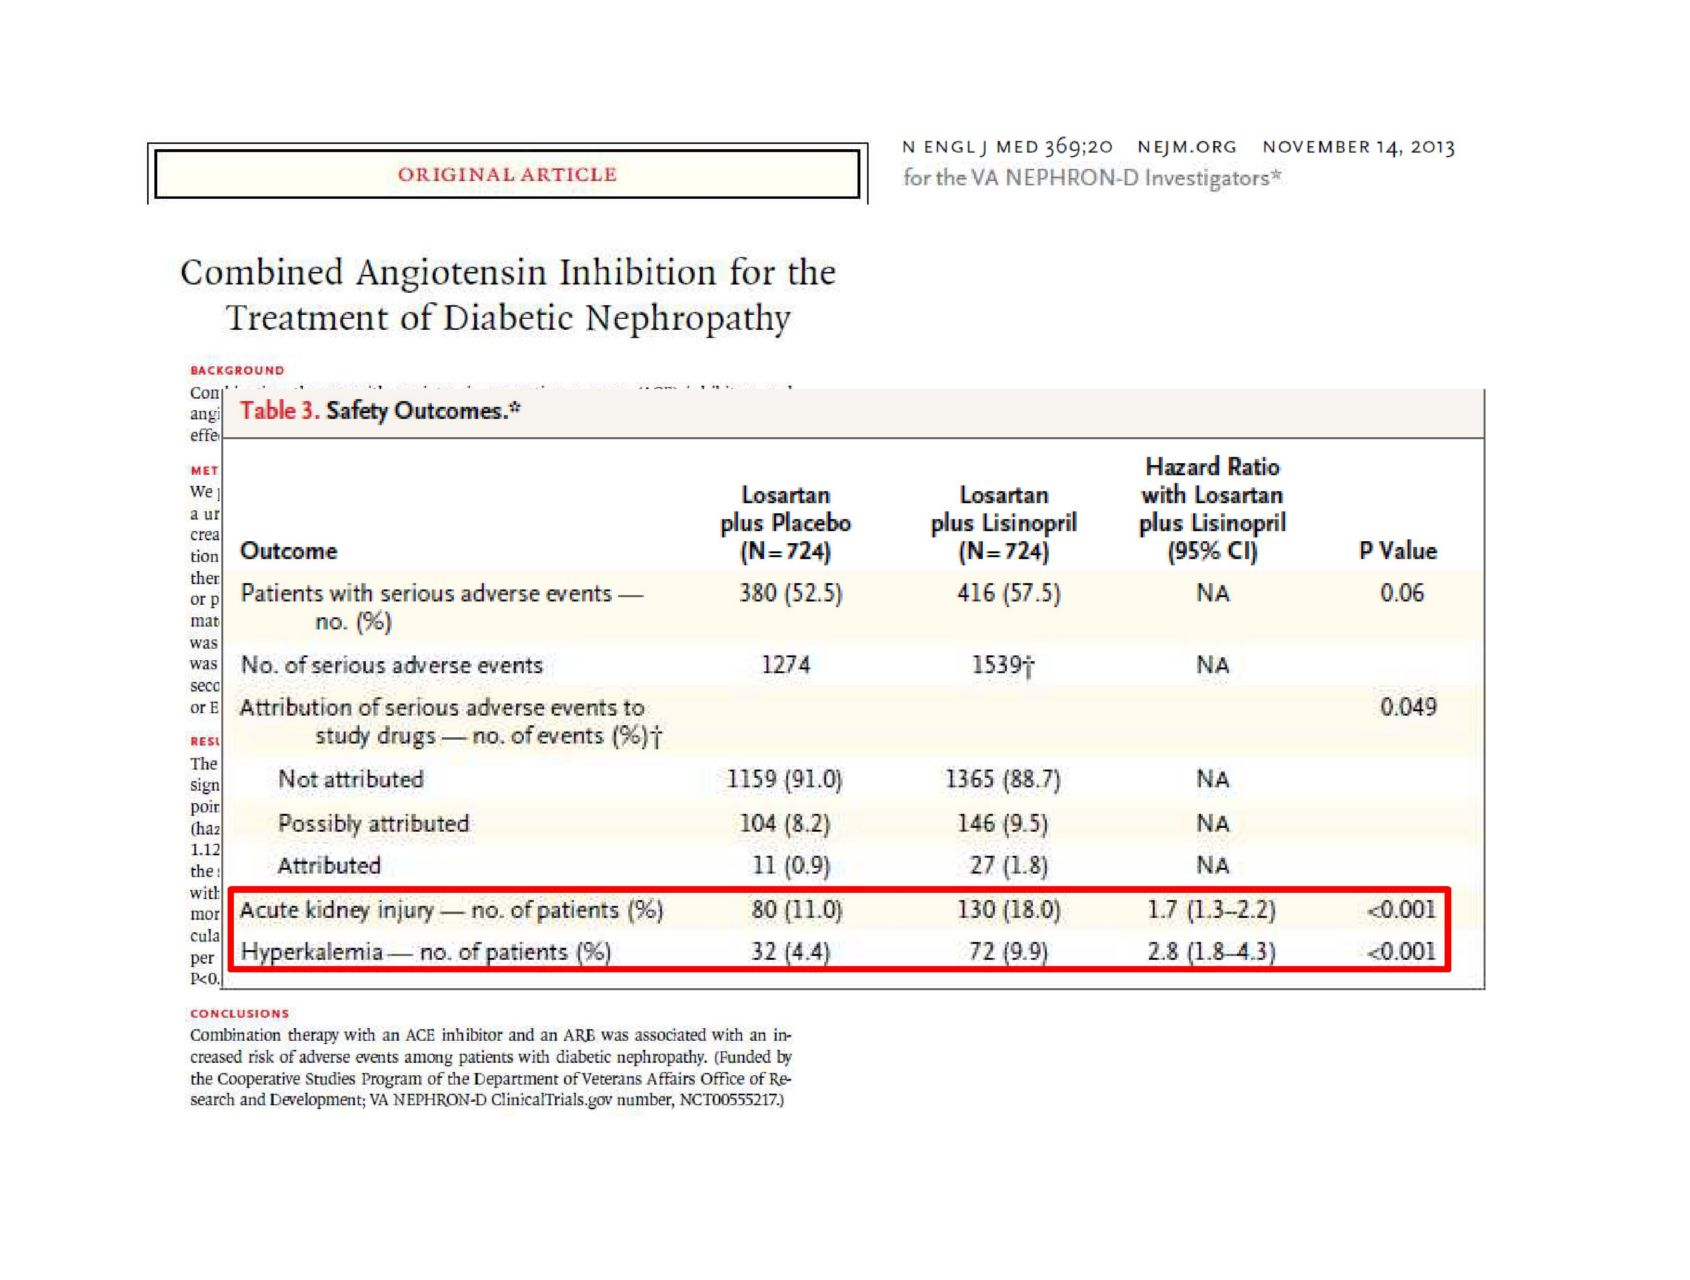 ORIGINAL ARTICLE
N ENGL J MED 369;20 NEJM.ORG NOVEMBER 14, 2013
for the VA NEPHRON-D Investigators*
Combined Angiotensin Inhibition for the
Treatment of Diabetic Nephropathy
BACKGROUND
Table 3. Safety Outcomes.*
Hazard Ratio
Losartan Losartan with Losartan
plus Placebo plus Lisinopril plus Lisinopril
Outcome (N=724) (N=724) (95% CI) P Value
Patients with serious adverse events — 380 (52.5) 416 (57.5) NA 0.06
no. (%)
No. of serious adverse events 1274 1539† NA
Attribution of serious adverse events to 0.049
study drugs — no. of events (%)†
Not attributed 1159 (91.0) 1365 (88.7) NA
Possibly attributed 104 (8.2) 146 (9.5) NA
Attributed 11 (0.9) 27 (1.8) NA
Acute kidney injury — no. of patients (%) 80 (11.0) 130 (18.0) 1.7 (1.3–2.2) <0.001
Hyperkalemia — no. of patients (%) 32 (4.4) 72 (9.9) 2.8 (1.8–4.3) <0.001
CONCLUSIONS
Combination therapy with an ACE inhibitor and an ARB was associated with an in-
creased risk of adverse events among patients with diabetic nephropathy. (Funded by
the Cooperative Studies Program of the Department of Veterans Affairs Office of Re-
search and Development; VA NEPHRON-D ClinicalTrials.gov number, NCT00555217.)